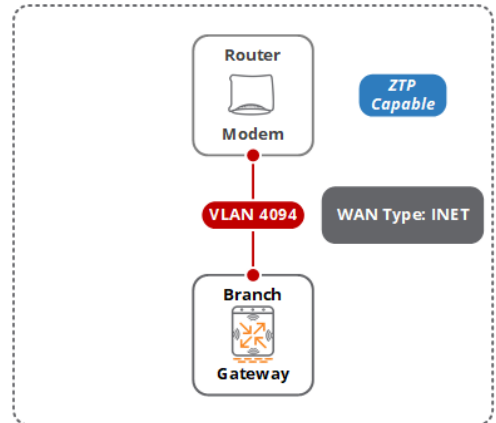 Router
Modem
ZTP
Capable
VLAN 4094
WAN Type: INET
Branch
Gateway